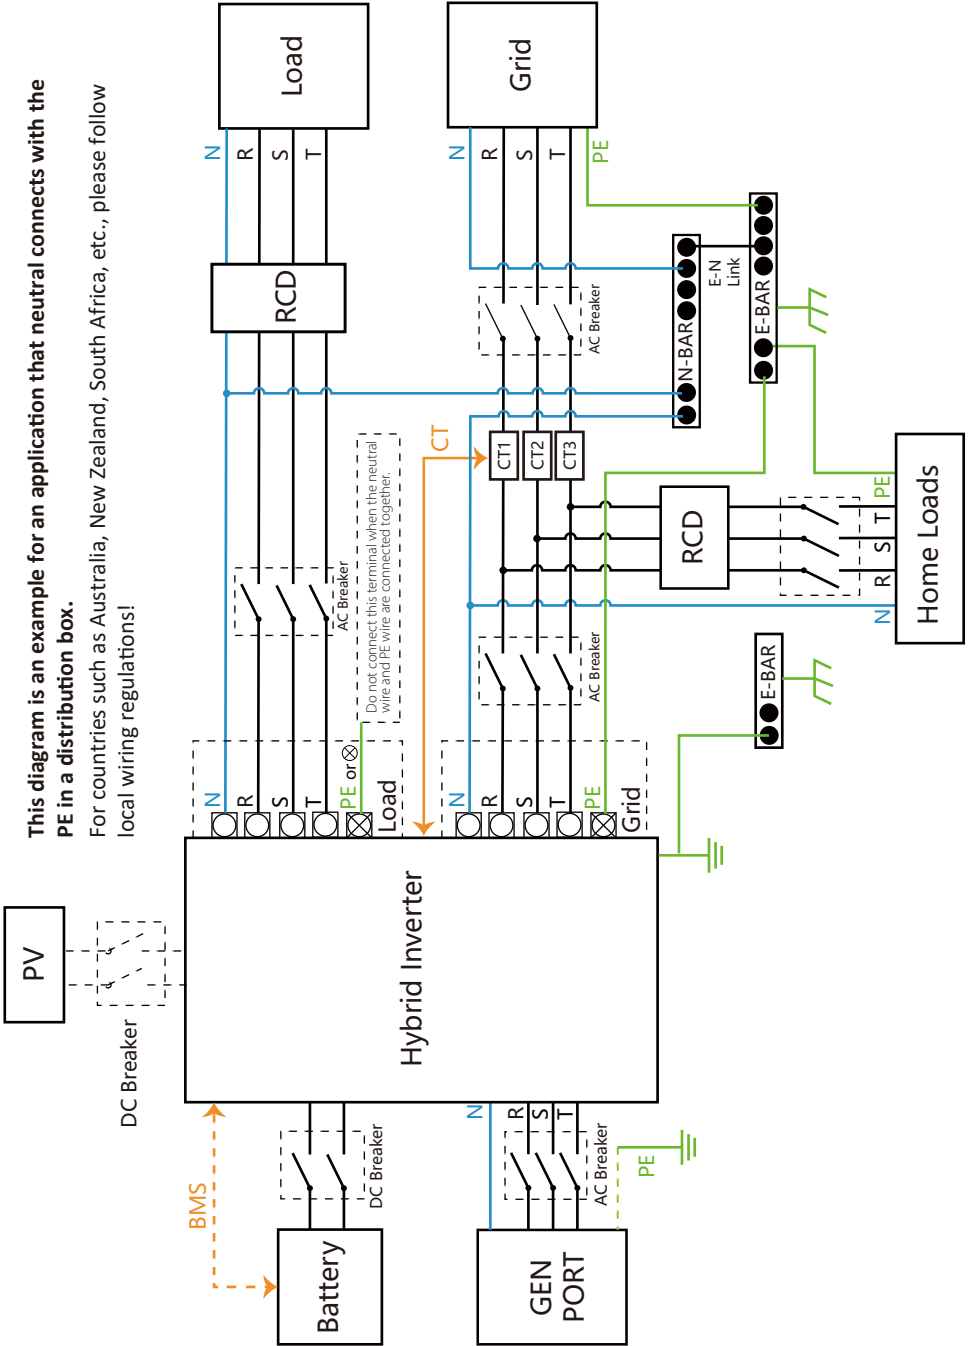 This diagram is an example for an application that neutral connects with the
PE in a distribution box.
For countries such as Australia, New Zealand, South Africa, etc., please follow
local wiring regulations!
PV
DC Breaker
BMS
Battery
DC Breaker
GEN
PORT
N
R
S
T
AC Breaker
PE
Hybrid Inverter
N
R
S
T
PE or
Load
AC Breaker
Do not connect this terminal when the neutral
wire and PE wire are connected together.
RCD
N
R
S
T
Load
CT
N
R
S
T
PE
Grid
AC Breaker
CT1
CT2
CT3
AC Breaker
N
R
S
T
PE
Grid
N-BAR
E-N
Link
E-BAR
RCD
N
R
S
T
PE
Home Loads
E-BAR